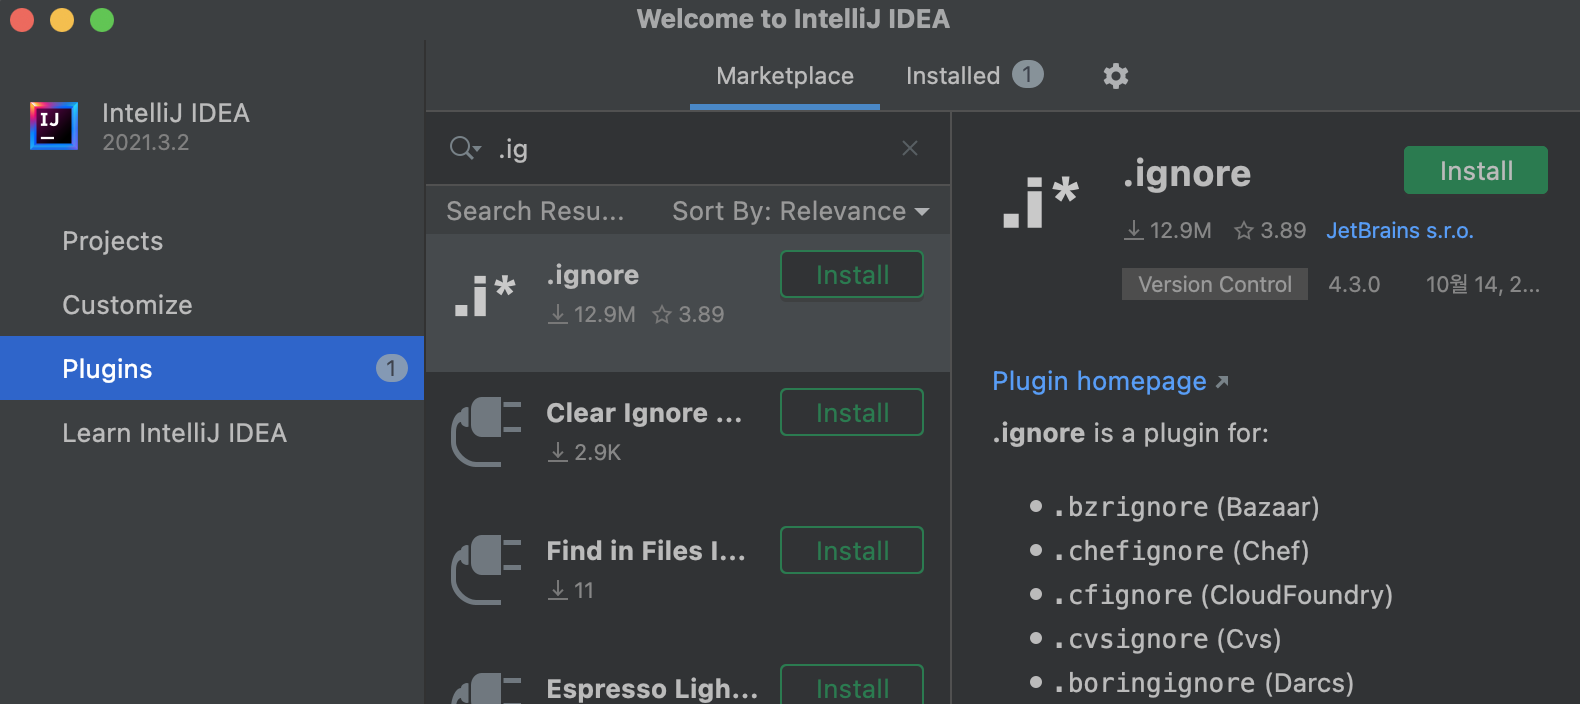 Welcome to IntelliJ IDEA
IJ
IntelliJ IDEA
2021.3.2
Projects
Customize
Plugins 1
Learn IntelliJ IDEA
Marketplace Installed 1
.ig
Search Resu... Sort By: Relevance
.i*
.ignore Install
12.9M 3.89
Clear Ignore ... Install
2.9K
Find in Files I... Install
11
Espresso Ligh... Install
.i*
.ignore Install
12.9M 3.89 JetBrains s.r.o.
Version Control 4.3.0 10월 14, 2...
Plugin homepage
.ignore is a plugin for:
• .bzrignore (Bazaar)
• .chefignore (Chef)
• .cfignore (CloudFoundry)
• .cvsignore (Cvs)
• .boringignore (Darcs)